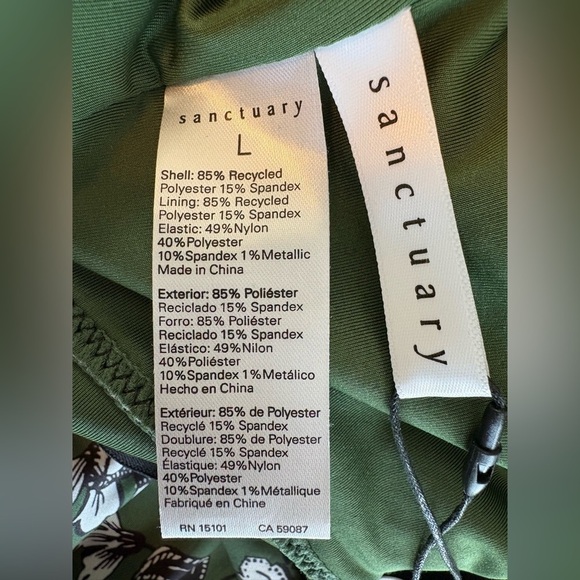 sanctuary
L
Shell: 85% Recycled
Polyester 15% Spandex
Lining: 85% Recycled
Polyester 15% Spandex
Elastic: 49%Nylon
40%Polyester
10%Spandex 1%Metallic
Made in China
Exterior: 85% Poliéster
Reciclado 15% Spandex
Forro: 85% Poliéster
Reciclado 15% Spandex
Elástico: 49%Nilon
40%Poliéster
10%Spandex 1%Metálico
Hecho en China
Extérieur: 85% de Polyester
Recyclé 15% Spandex
Doublure: 85% de Polyester
Recyclé 15% Spandex
Élastique: 49%Nylon
40%Polyester
10%Spandex 1%Métallique
Fabriqué en Chine
RN 15101 CA 59087
sanctuary